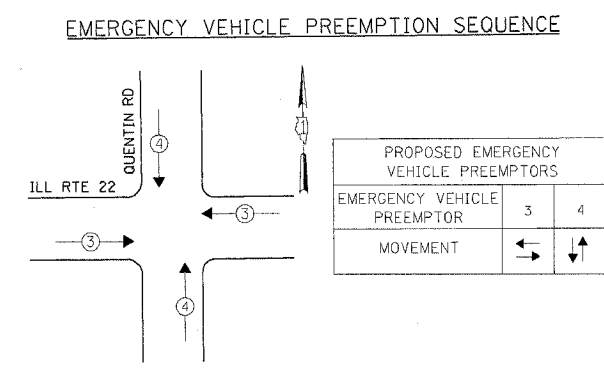 EMERGENCY VEHICLE PREEMPTION SEQUENCE
QUENTIN RD
4
ILL RTE 22
3
3
4
PROPOSED EMERGENCY
VEHICLE PREEMPTORS
EMERGENCY VEHICLE
PREEMPTOR
3
4
MOVEMENT